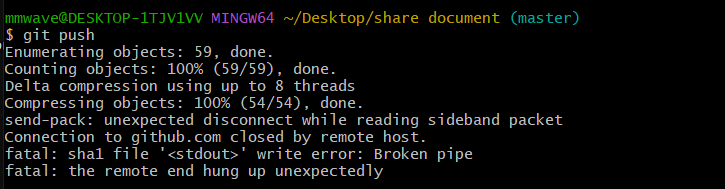 mmwave@DESKTOP-1TJV1VV MINGW64 ~/Desktop/share document (master)
$ git push
Enumerating objects: 59, done.
Counting objects: 100% (59/59), done.
Delta compression using up to 8 threads
Compressing objects: 100% (54/54), done.
send-pack: unexpected disconnect while reading sideband packet
Connection to github.com closed by remote host.
fatal: sha1 file '<stdout>' write error: Broken pipe
fatal: the remote end hung up unexpectedly